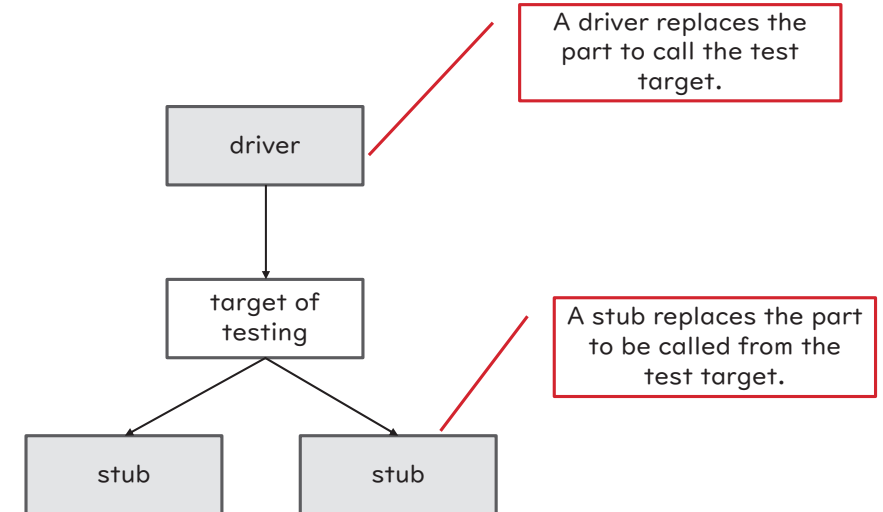 A driver replaces the
part to call the test
target.
driver
target of
testing
A stub replaces the part
to be called from the
test target.
stub
stub